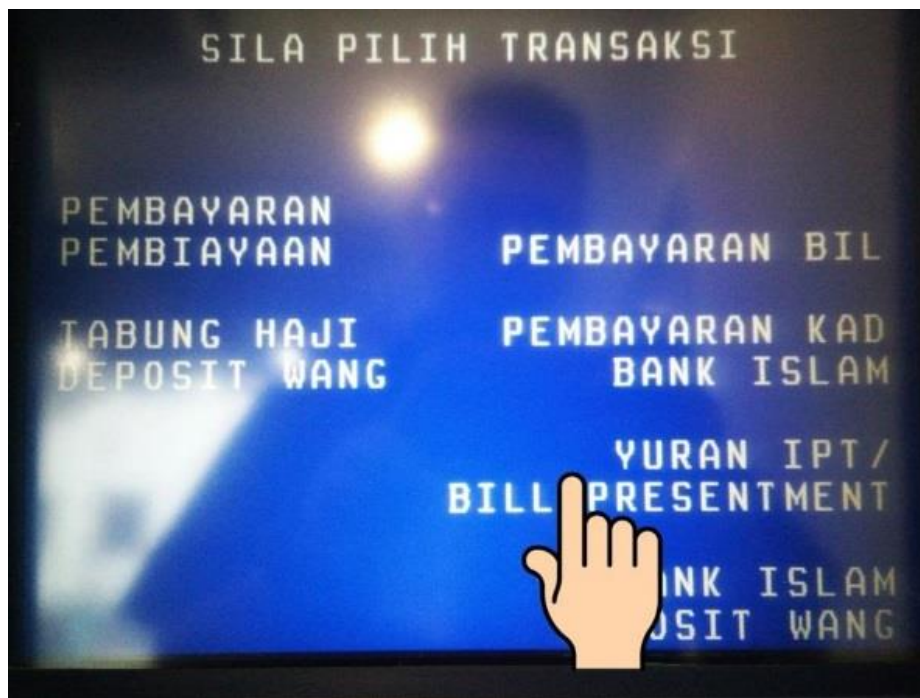 SILA PILIH TRANSAKSI
PEMBAYARAN
PEMBIAYAAN
PEMBAYARAN BIL
TABUNG HAJI
DEPOSIT WANG
PEMBAYARAN KAD
BANK ISLAM
YURAN IPT/
BILL PRESENTMENT
ISLAM
WANG